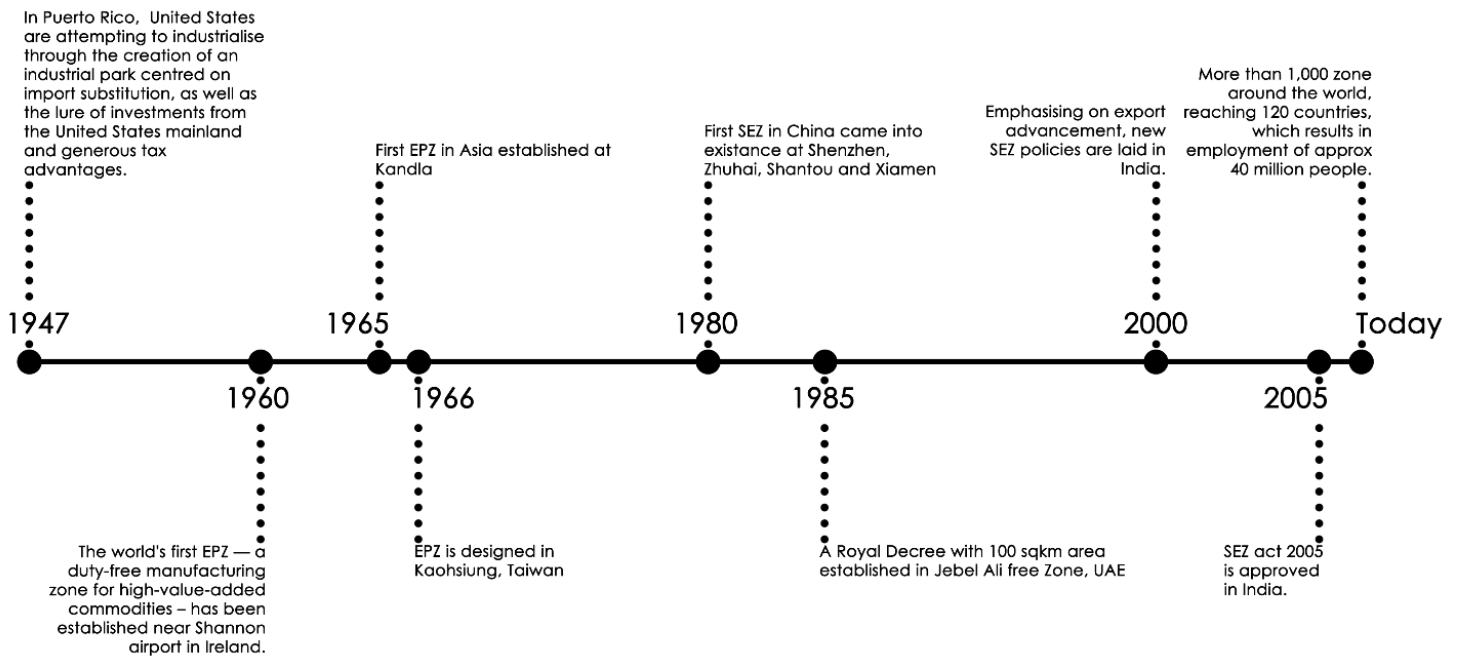 In Puerto Rico, United States
are attempting to industrialise
through the creation of an
industrial park centred on
import substitution, as well as
the lure of investments from
the United States mainland
and generous tax
advantages.
First EPZ in Asia established at
Kandla
First SEZ in China came into
existance at Shenzhen,
Zhuhai, Shantou and Xiamen
Emphasising on export
advancement, new
SEZ policies are laid in
India.
More than 1,000 zone
around the world,
reaching 120 countries,
which results in
employment of approx
40 million people.
1947
1965
1980
2000
Today
1960
1966
1985
2005
The world's first EPZ — a
duty-free manufacturing
zone for high-value-added
commodities – has been
established near Shannon
airport in Ireland.
EPZ is designed in
Kaohsiung, Taiwan
A Royal Decree with 100 sqkm area
established in Jebel Ali free Zone, UAE
SEZ act 2005
is approved
in India.